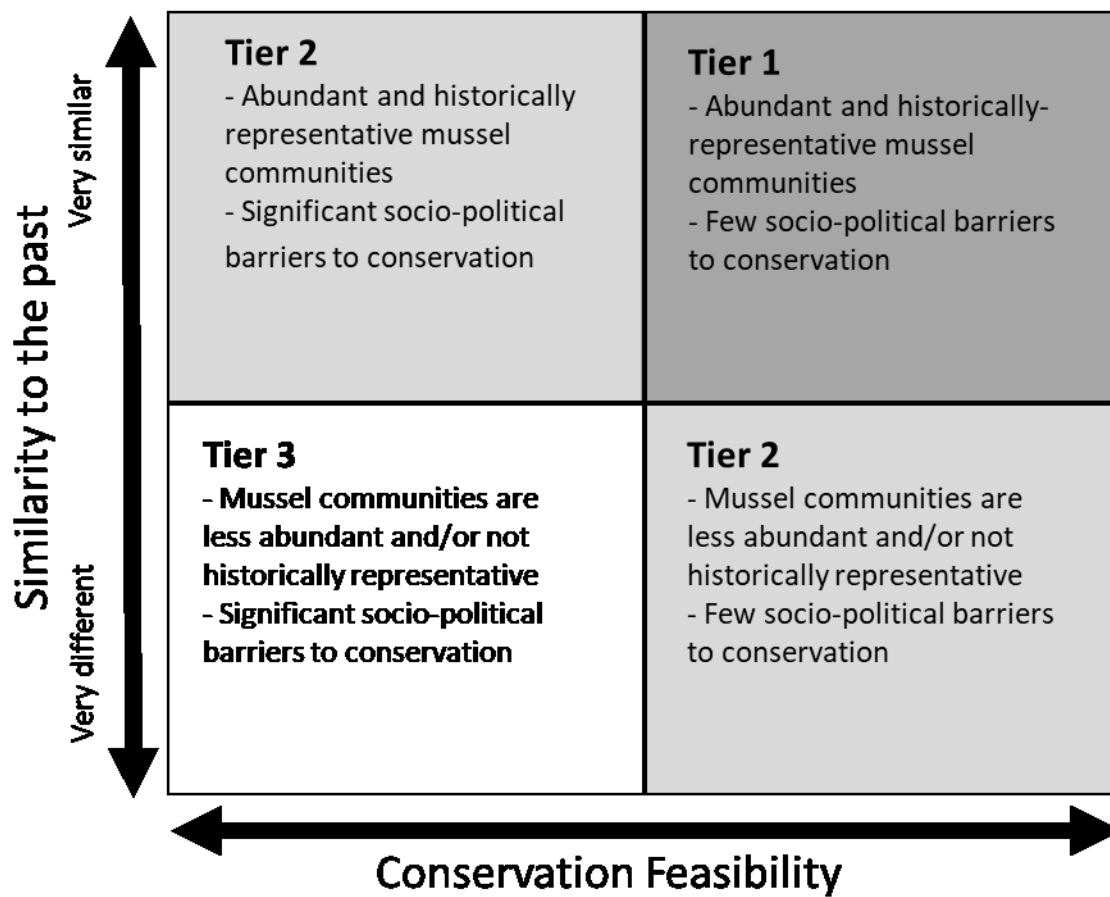 Similarity to the past
Very similar
Very different
Tier 2
- Abundant and historically
representative mussel
communities
- Significant socio-political
barriers to conservation
Tier 1
- Abundant and historically-
representative mussel
communities
- Few socio-political barriers
to conservation
Tier 3
- Mussel communities are
less abundant and/or not
historically representative
- Significant socio-political
barriers to conservation
Tier 2
- Mussel communities are
less abundant and/or not
historically representative
- Few socio-political barriers
to conservation
Conservation Feasibility